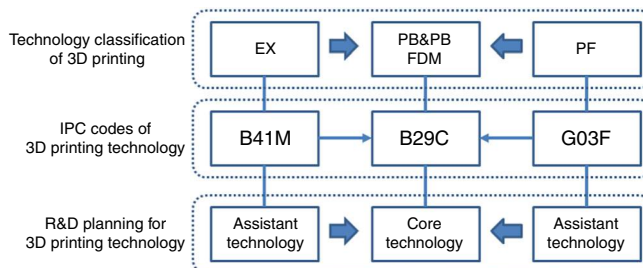 Technology classification
of 3D printing
EX
PB&PB
FDM
PF
IPC codes of
3D printing technology
B41M
B29C
G03F
R&D planning for
3D printing technology
Assistant
technology
Core
technology
Assistant
technology